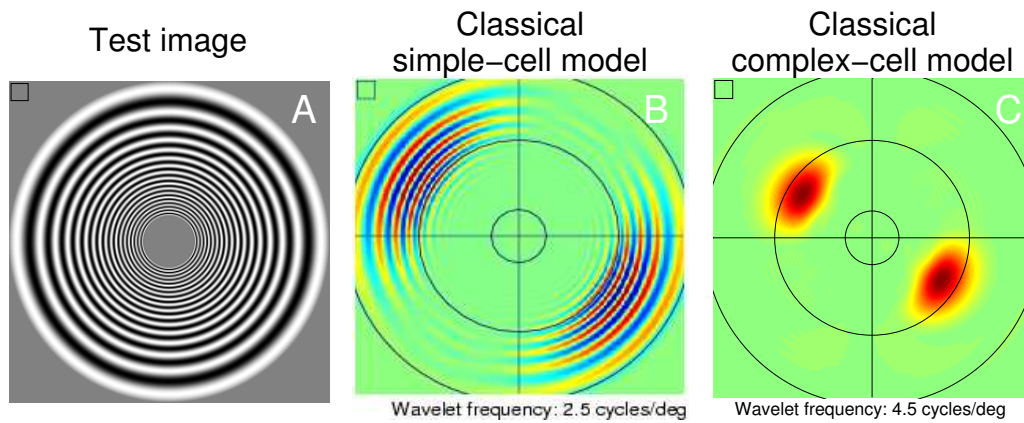 Test image
A
Classical
simple−cell model
B
Wavelet frequency: 2.5 cycles/deg
Classical
complex−cell model
C
Wavelet frequency: 4.5 cycles/deg